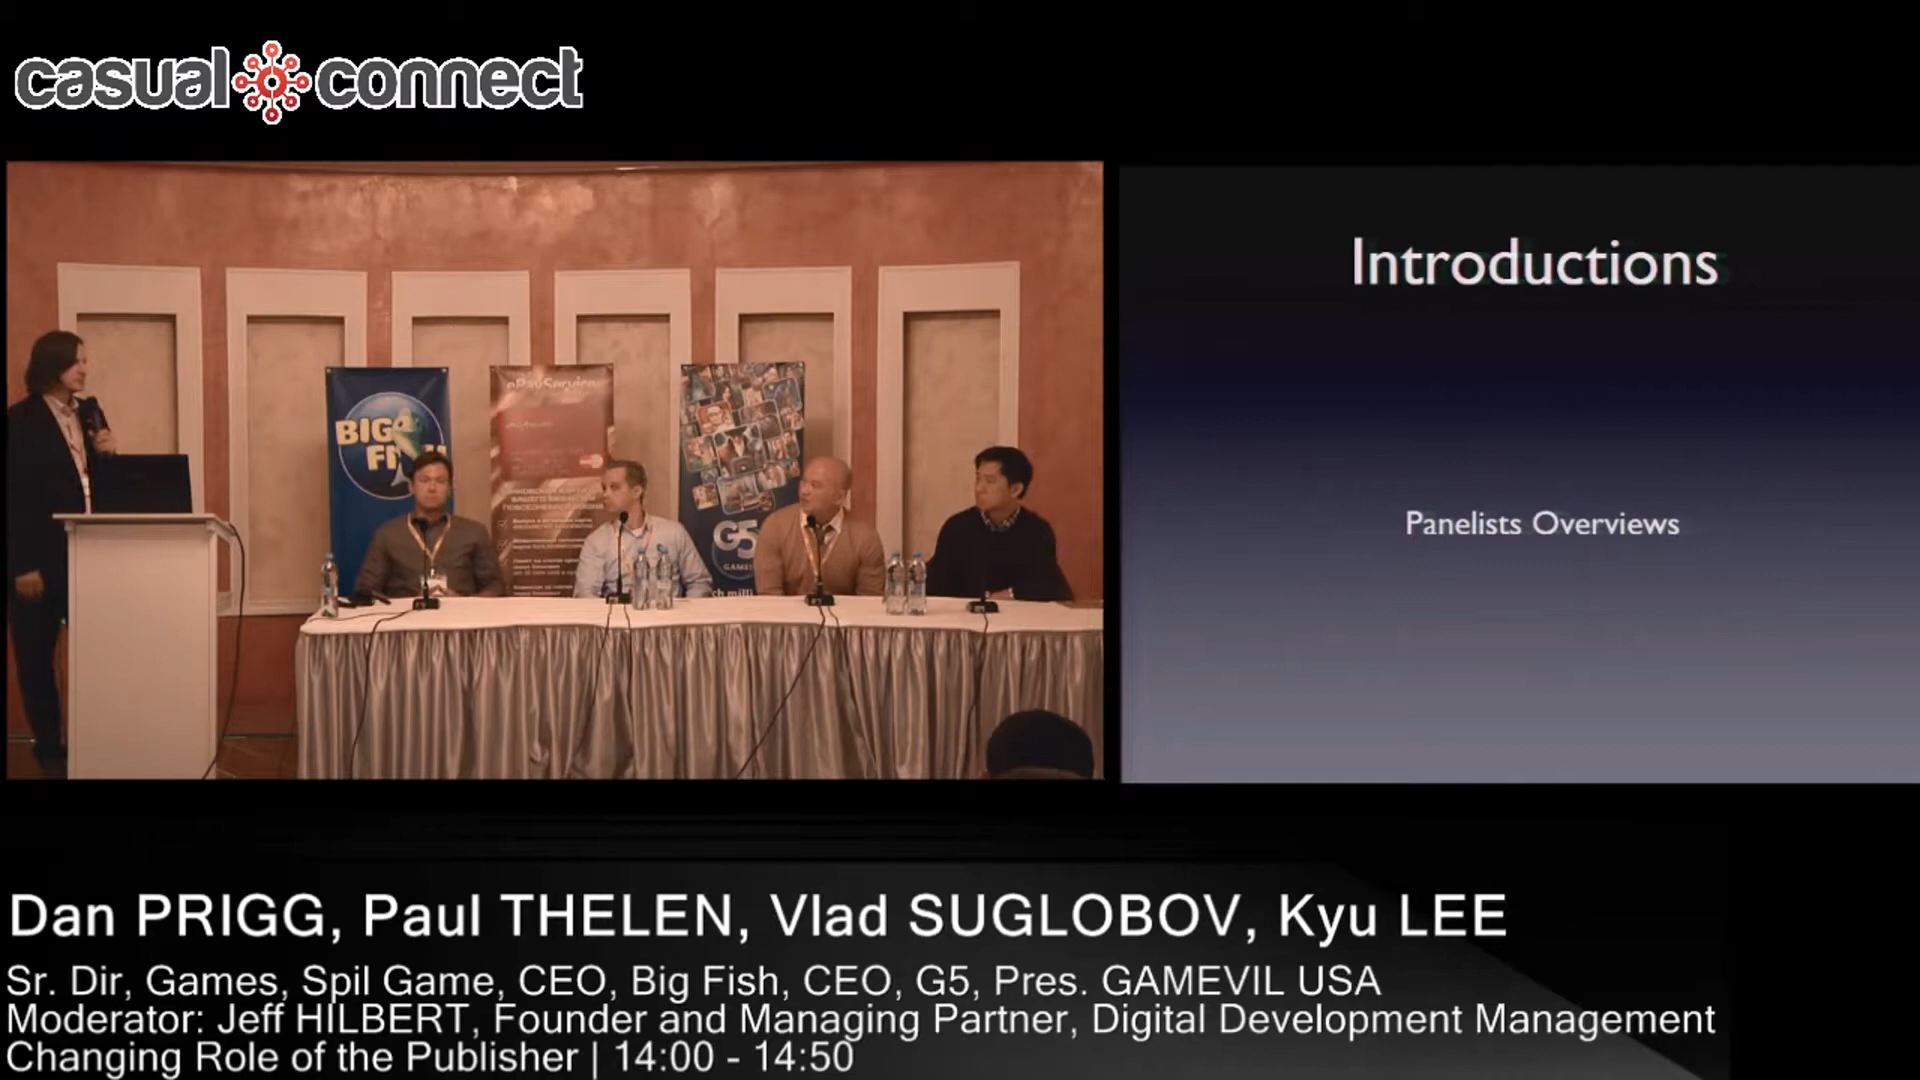 casual connect
Introductions
Panelists Overviews
BIG
FISH
ePayService
G5
GAMES
Dan PRIGG, Paul THELEN, Vlad SUGLOBOV, Kyu LEE
Sr. Dir, Games, Spil Game, CEO, Big Fish, CEO, G5, Pres. GAMEVIL USA
Moderator: Jeff HILBERT, Founder and Managing Partner, Digital Development Management
Changing Role of the Publisher | 14:00 - 14:50